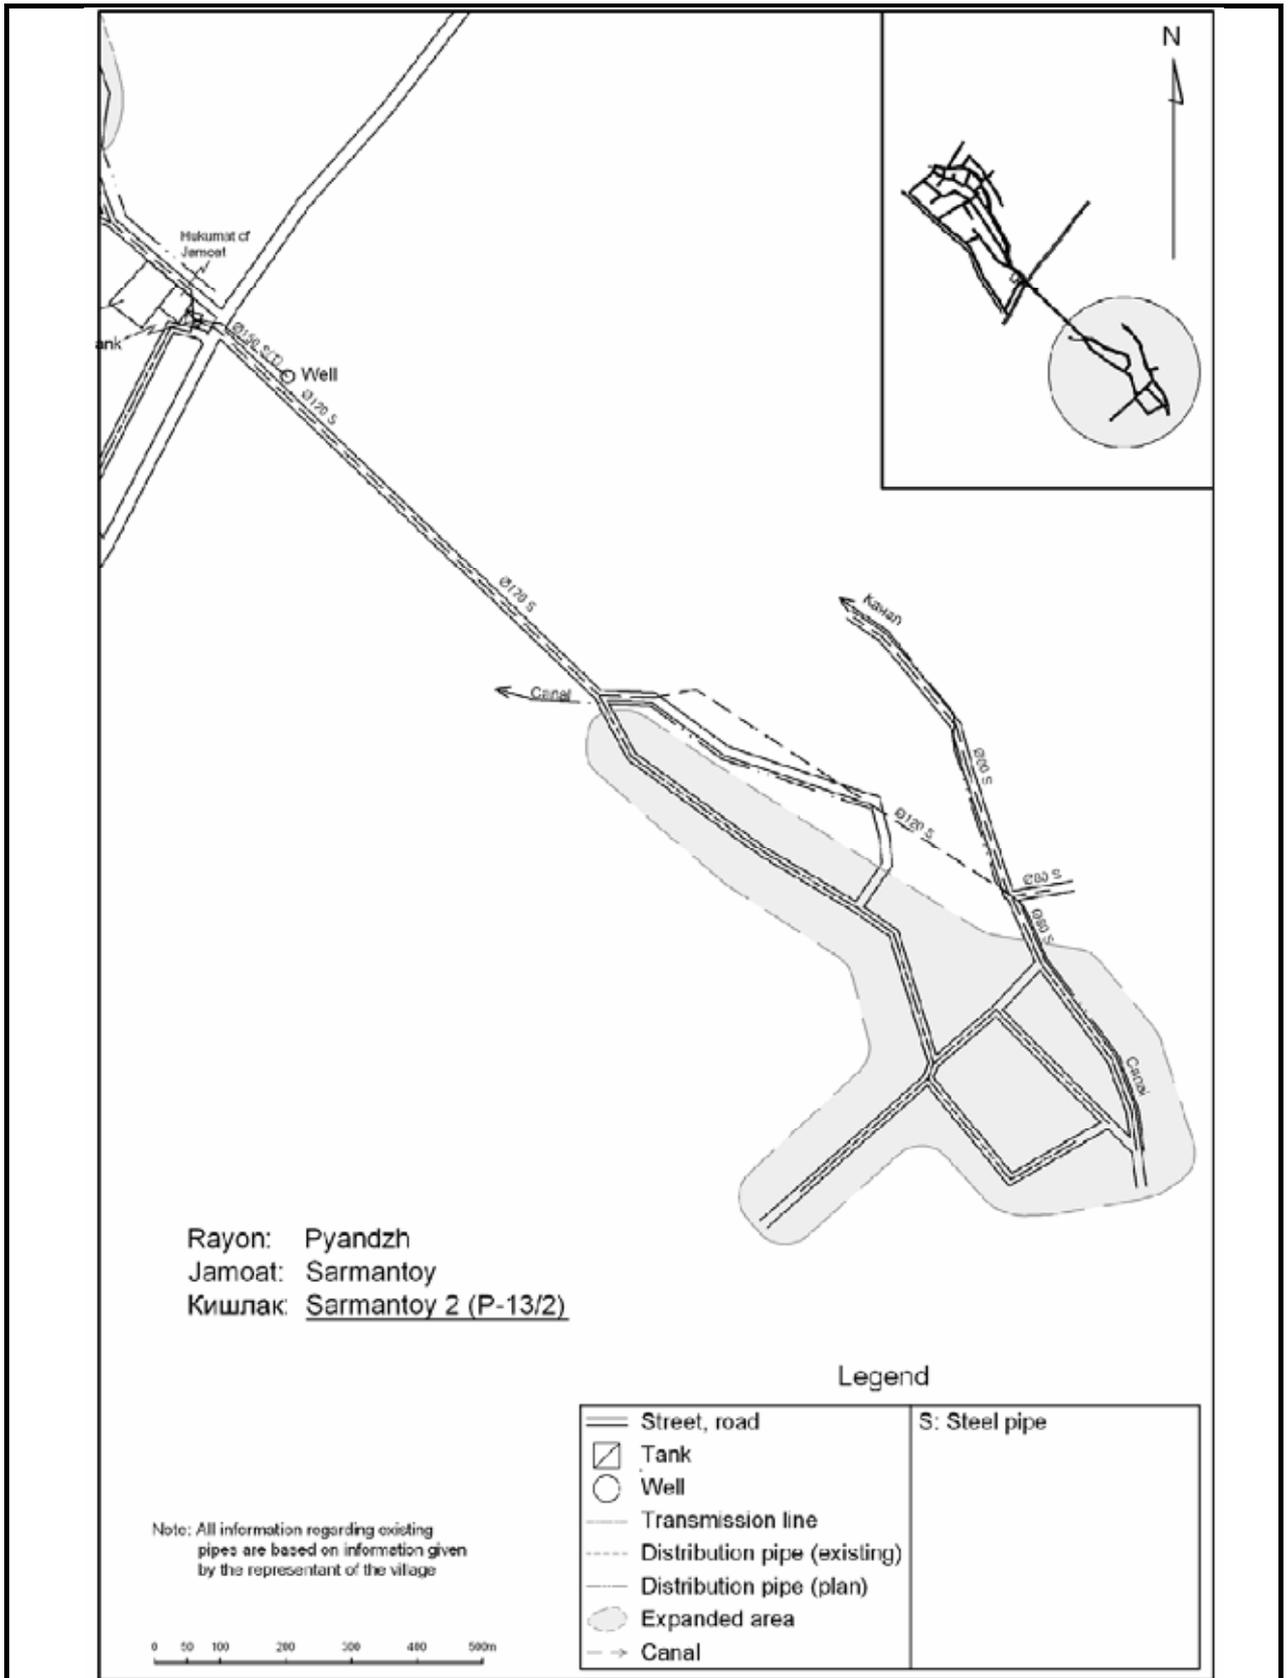 N
Hukumat of
Jamoat
ank
Ø150 S(T)
Well
Ø120 S
Ø120 S
Канал
Canal
Ø80 S
Ø120 S
Ø80 S
Ø80 S
Canal
Rayon: Pyandzh
Jamoat: Sarmantoy
Кишлак: Sarmantoy 2 (P-13/2)
Legend
Street, road
S: Steel pipe
Tank
Well
Transmission line
Distribution pipe (existing)
Distribution pipe (plan)
Expanded area
Canal
Note: All information regarding existing
pipes are based on information given
by the representant of the village
0 50 100 200 300 400 500m